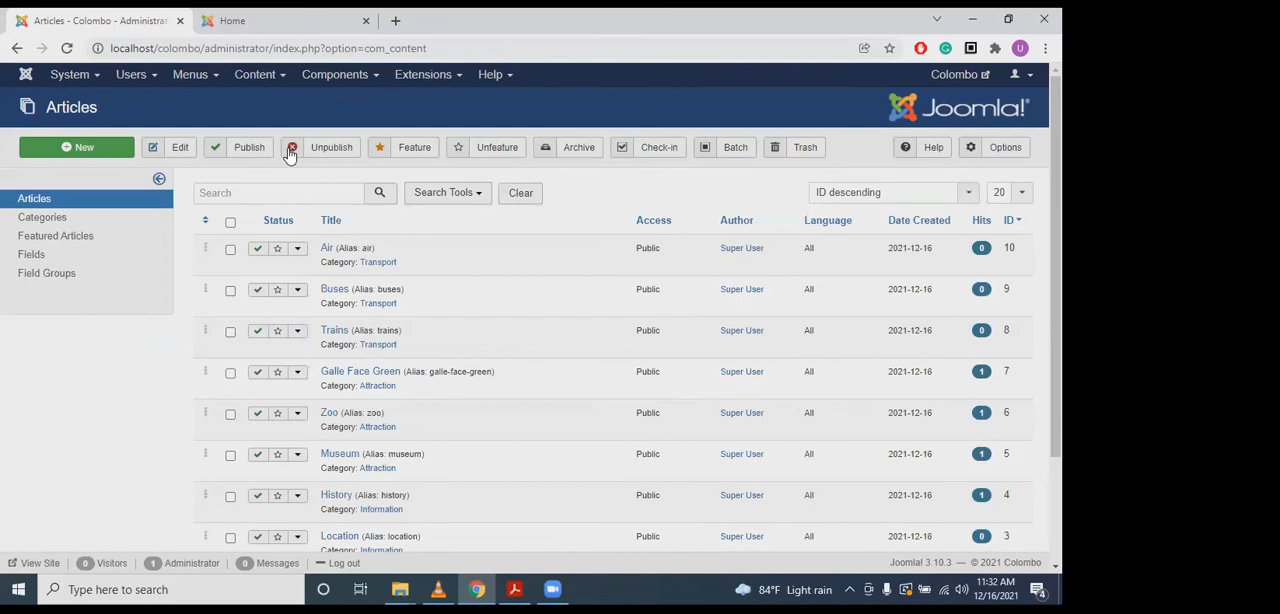 Articles - Colombo - Administra
Home
localhost/colombo/administrator/index.php?option=com_content
U
System Users Menus Content Components Extensions Help Colombo
Articles
Joomla!
New Edit Publish Unpublish Feature Unfeature Archive Check-in Batch Trash Help Options
Search Search Tools Clear ID descending 20
Articles
Categories
Featured Articles
Fields
Field Groups
Status Title Access Author Language Date Created Hits ID
Air (Alias: air) Public Super User All 2021-12-16 0 10
Category: Transport
Buses (Alias: buses) Public Super User All 2021-12-16 0 9
Category: Transport
Trains (Alias: trains) Public Super User All 2021-12-16 0 8
Category: Transport
Galle Face Green (Alias: galle-face-green) Public Super User All 2021-12-16 1 7
Category: Attraction
Zoo (Alias: zoo) Public Super User All 2021-12-16 1 6
Category: Attraction
Museum (Alias: museum) Public Super User All 2021-12-16 1 5
Category: Attraction
History (Alias: history) Public Super User All 2021-12-16 1 4
Category: Information
Location (Alias: location) Public Super User All 2021-12-16 0 3
Category: Information
View Site 0 Visitors 1 Administrator 0 Messages Log out Joomla! 3.10.3 — © 2021 Colombo
Type here to search 84°F Light rain 11:32 AM
12/16/2021 4